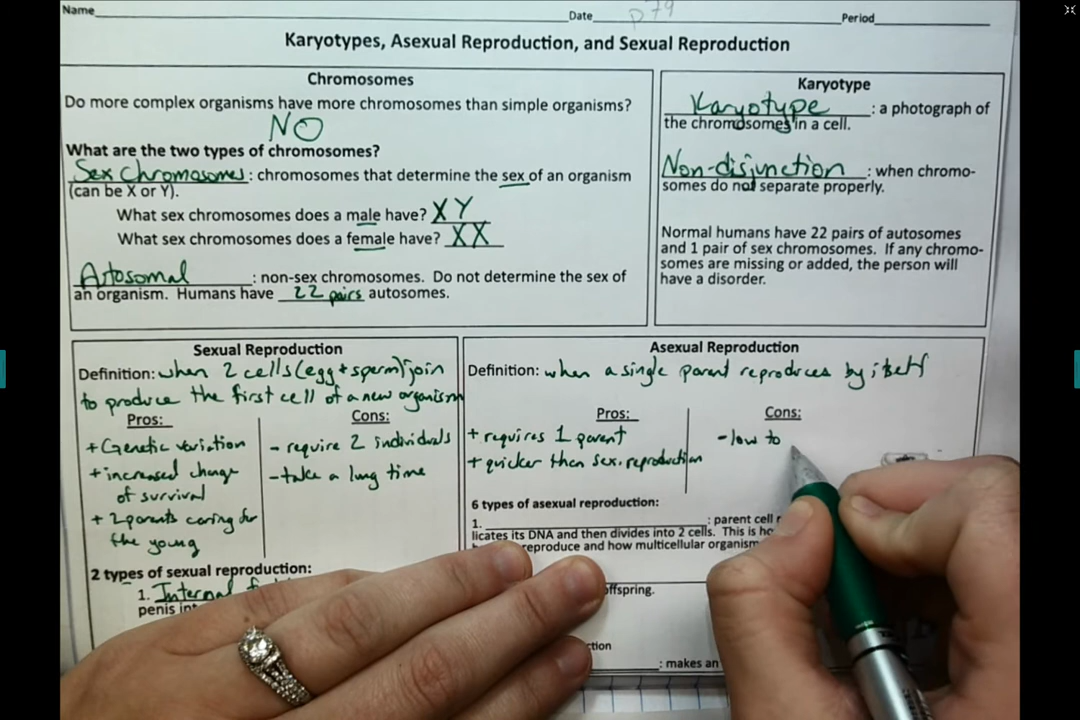 Name Date p79 Period
Karyotypes, Asexual Reproduction, and Sexual Reproduction
Chromosomes
Do more complex organisms have more chromosomes than simple organisms?
NO
What are the two types of chromosomes?
Sex Chromosomes: chromosomes that determine the sex of an organism
(can be X or Y).
What sex chromosomes does a male have? XY
What sex chromosomes does a female have? XX
Artosomal: non-sex chromosomes. Do not determine the sex of
an organism. Humans have 22 pairs autosomes.
Karyotype
Karyotype: a photograph of
the chromosomes in a cell.
Non-disjunction: when chromo-
somes do not separate properly.
Normal humans have 22 pairs of autosomes
and 1 pair of sex chromosomes. If any chromo-
somes are missing or added, the person will
have a disorder.
Sexual Reproduction
Definition: when 2 cells (egg + sperm) join
to produce the first cell of a new organism
Pros:
+ Genetic variation
+ increased change
of survival
+ 2 parents caring for
the young
Cons:
- require 2 individuals
- take a long time
2 types of sexual reproduction:
1. Internal
penis
Asexual Reproduction
Definition: when a single parent reproduces by itself
Pros:
+ requires 1 parent
+ quicker than sex. reproduction
Cons:
- low to
6 types of asexual reproduction:
1. : parent cell
licates its DNA and then divides into 2 cells. This is
reproduce and how multicellular
offspring.
: makes an